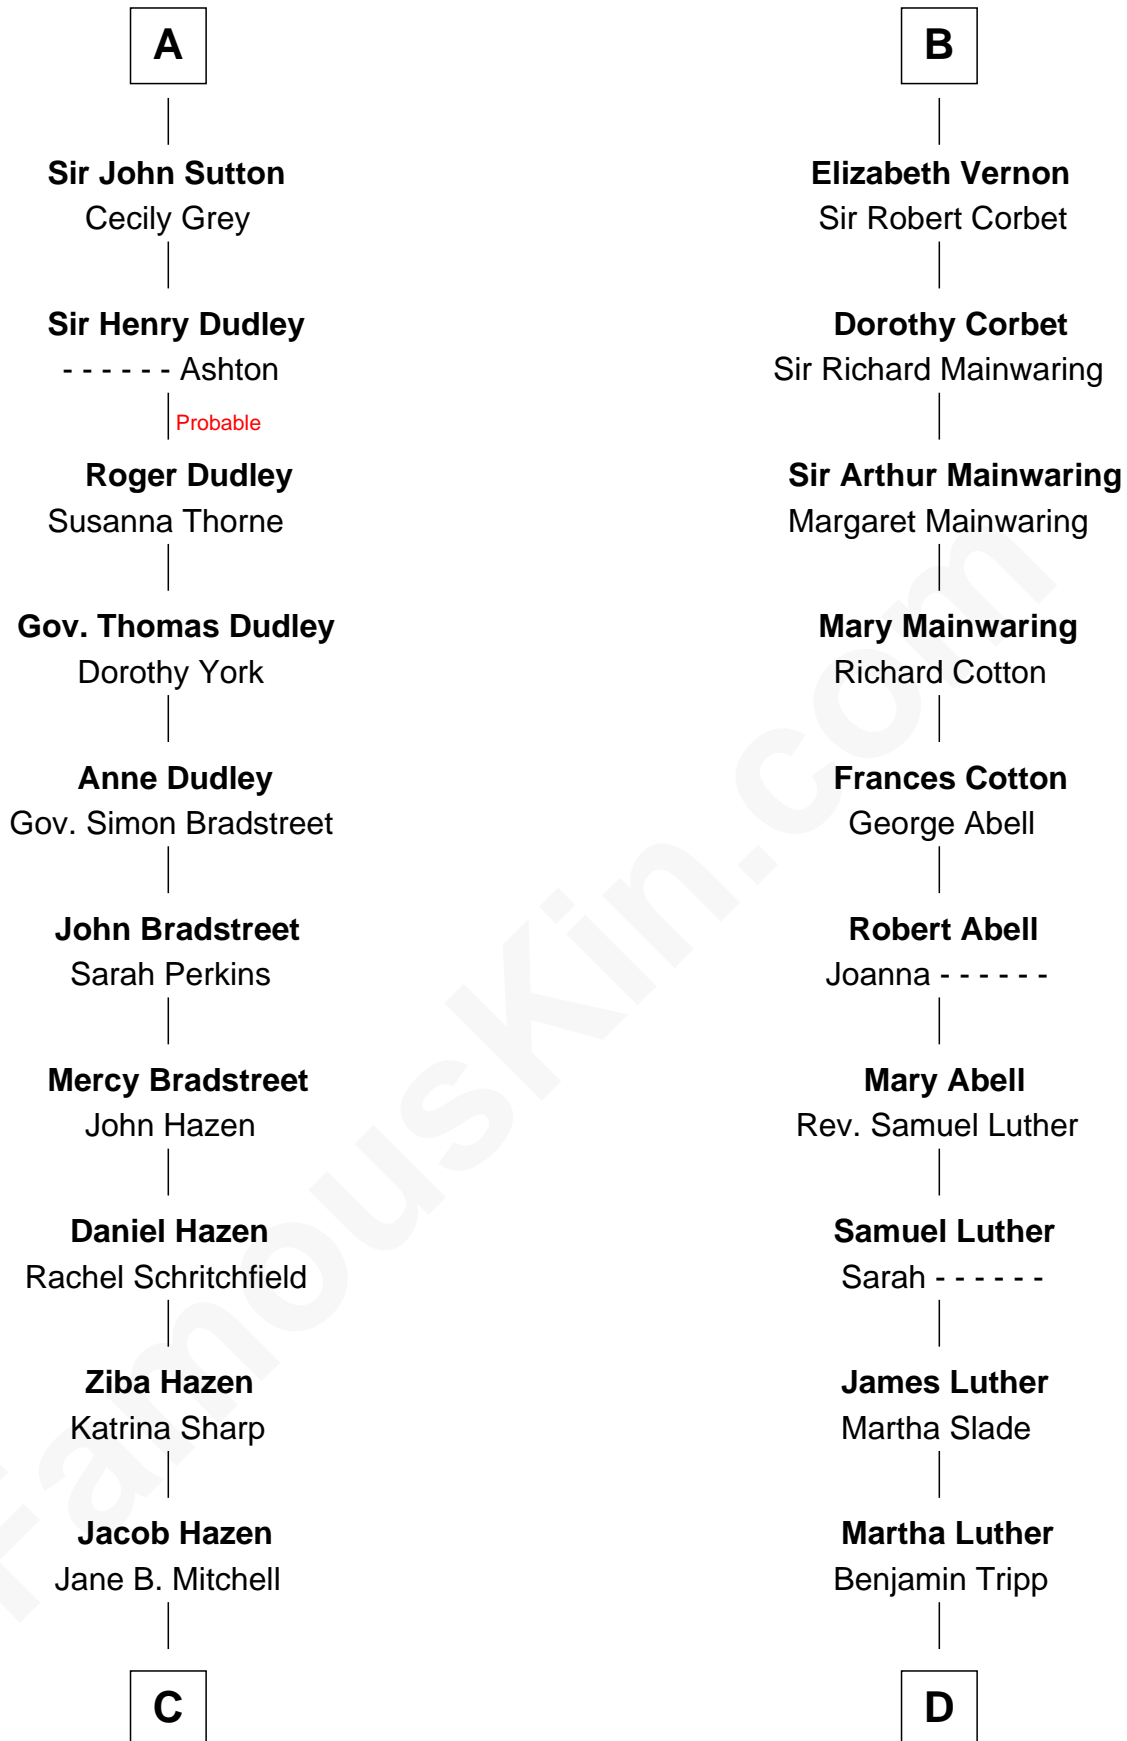 A
Sir John Sutton
Cecily Grey
Sir Henry Dudley
- - - - - - Ashton
Probable
Roger Dudley
Susanna Thorne
Gov. Thomas Dudley
Dorothy York
Anne Dudley
Gov. Simon Bradstreet
John Bradstreet
Sarah Perkins
Mercy Bradstreet
John Hazen
Daniel Hazen
Rachel Schritchfield
Ziba Hazen
Katrina Sharp
Jacob Hazen
Jane B. Mitchell
C
B
Elizabeth Vernon
Sir Robert Corbet
Dorothy Corbet
Sir Richard Mainwaring
Sir Arthur Mainwaring
Margaret Mainwaring
Mary Mainwaring
Richard Cotton
Frances Cotton
George Abell
Robert Abell
Joanna - - - - - -
Mary Abell
Rev. Samuel Luther
Samuel Luther
Sarah - - - - - -
James Luther
Martha Slade
Martha Luther
Benjamin Tripp
D
FamousKin.com